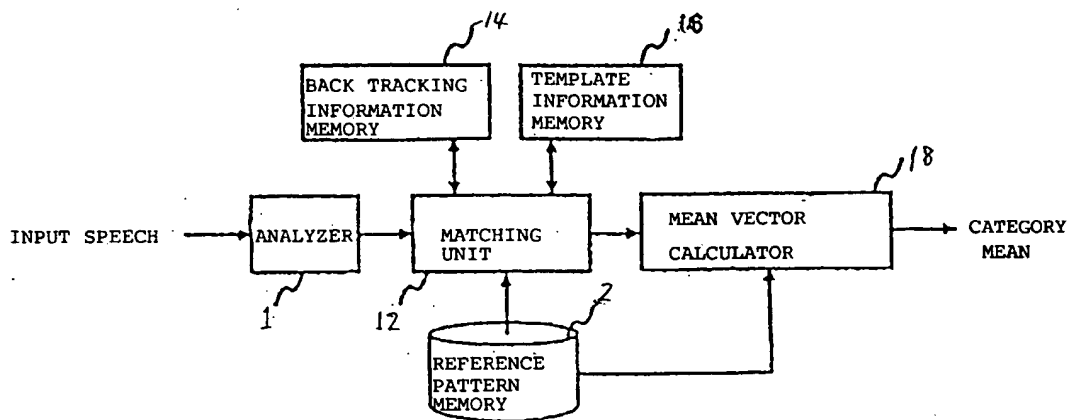 14
16
BACK TRACKING
INFORMATION
MEMORY
TEMPLATE
INFORMATION
MEMORY
18
INPUT SPEECH
ANALYZER
MATCHING
UNIT
MEAN VECTOR
CALCULATOR
CATEGORY
MEAN
1
12
2
REFERENCE
PATTERN
MEMORY